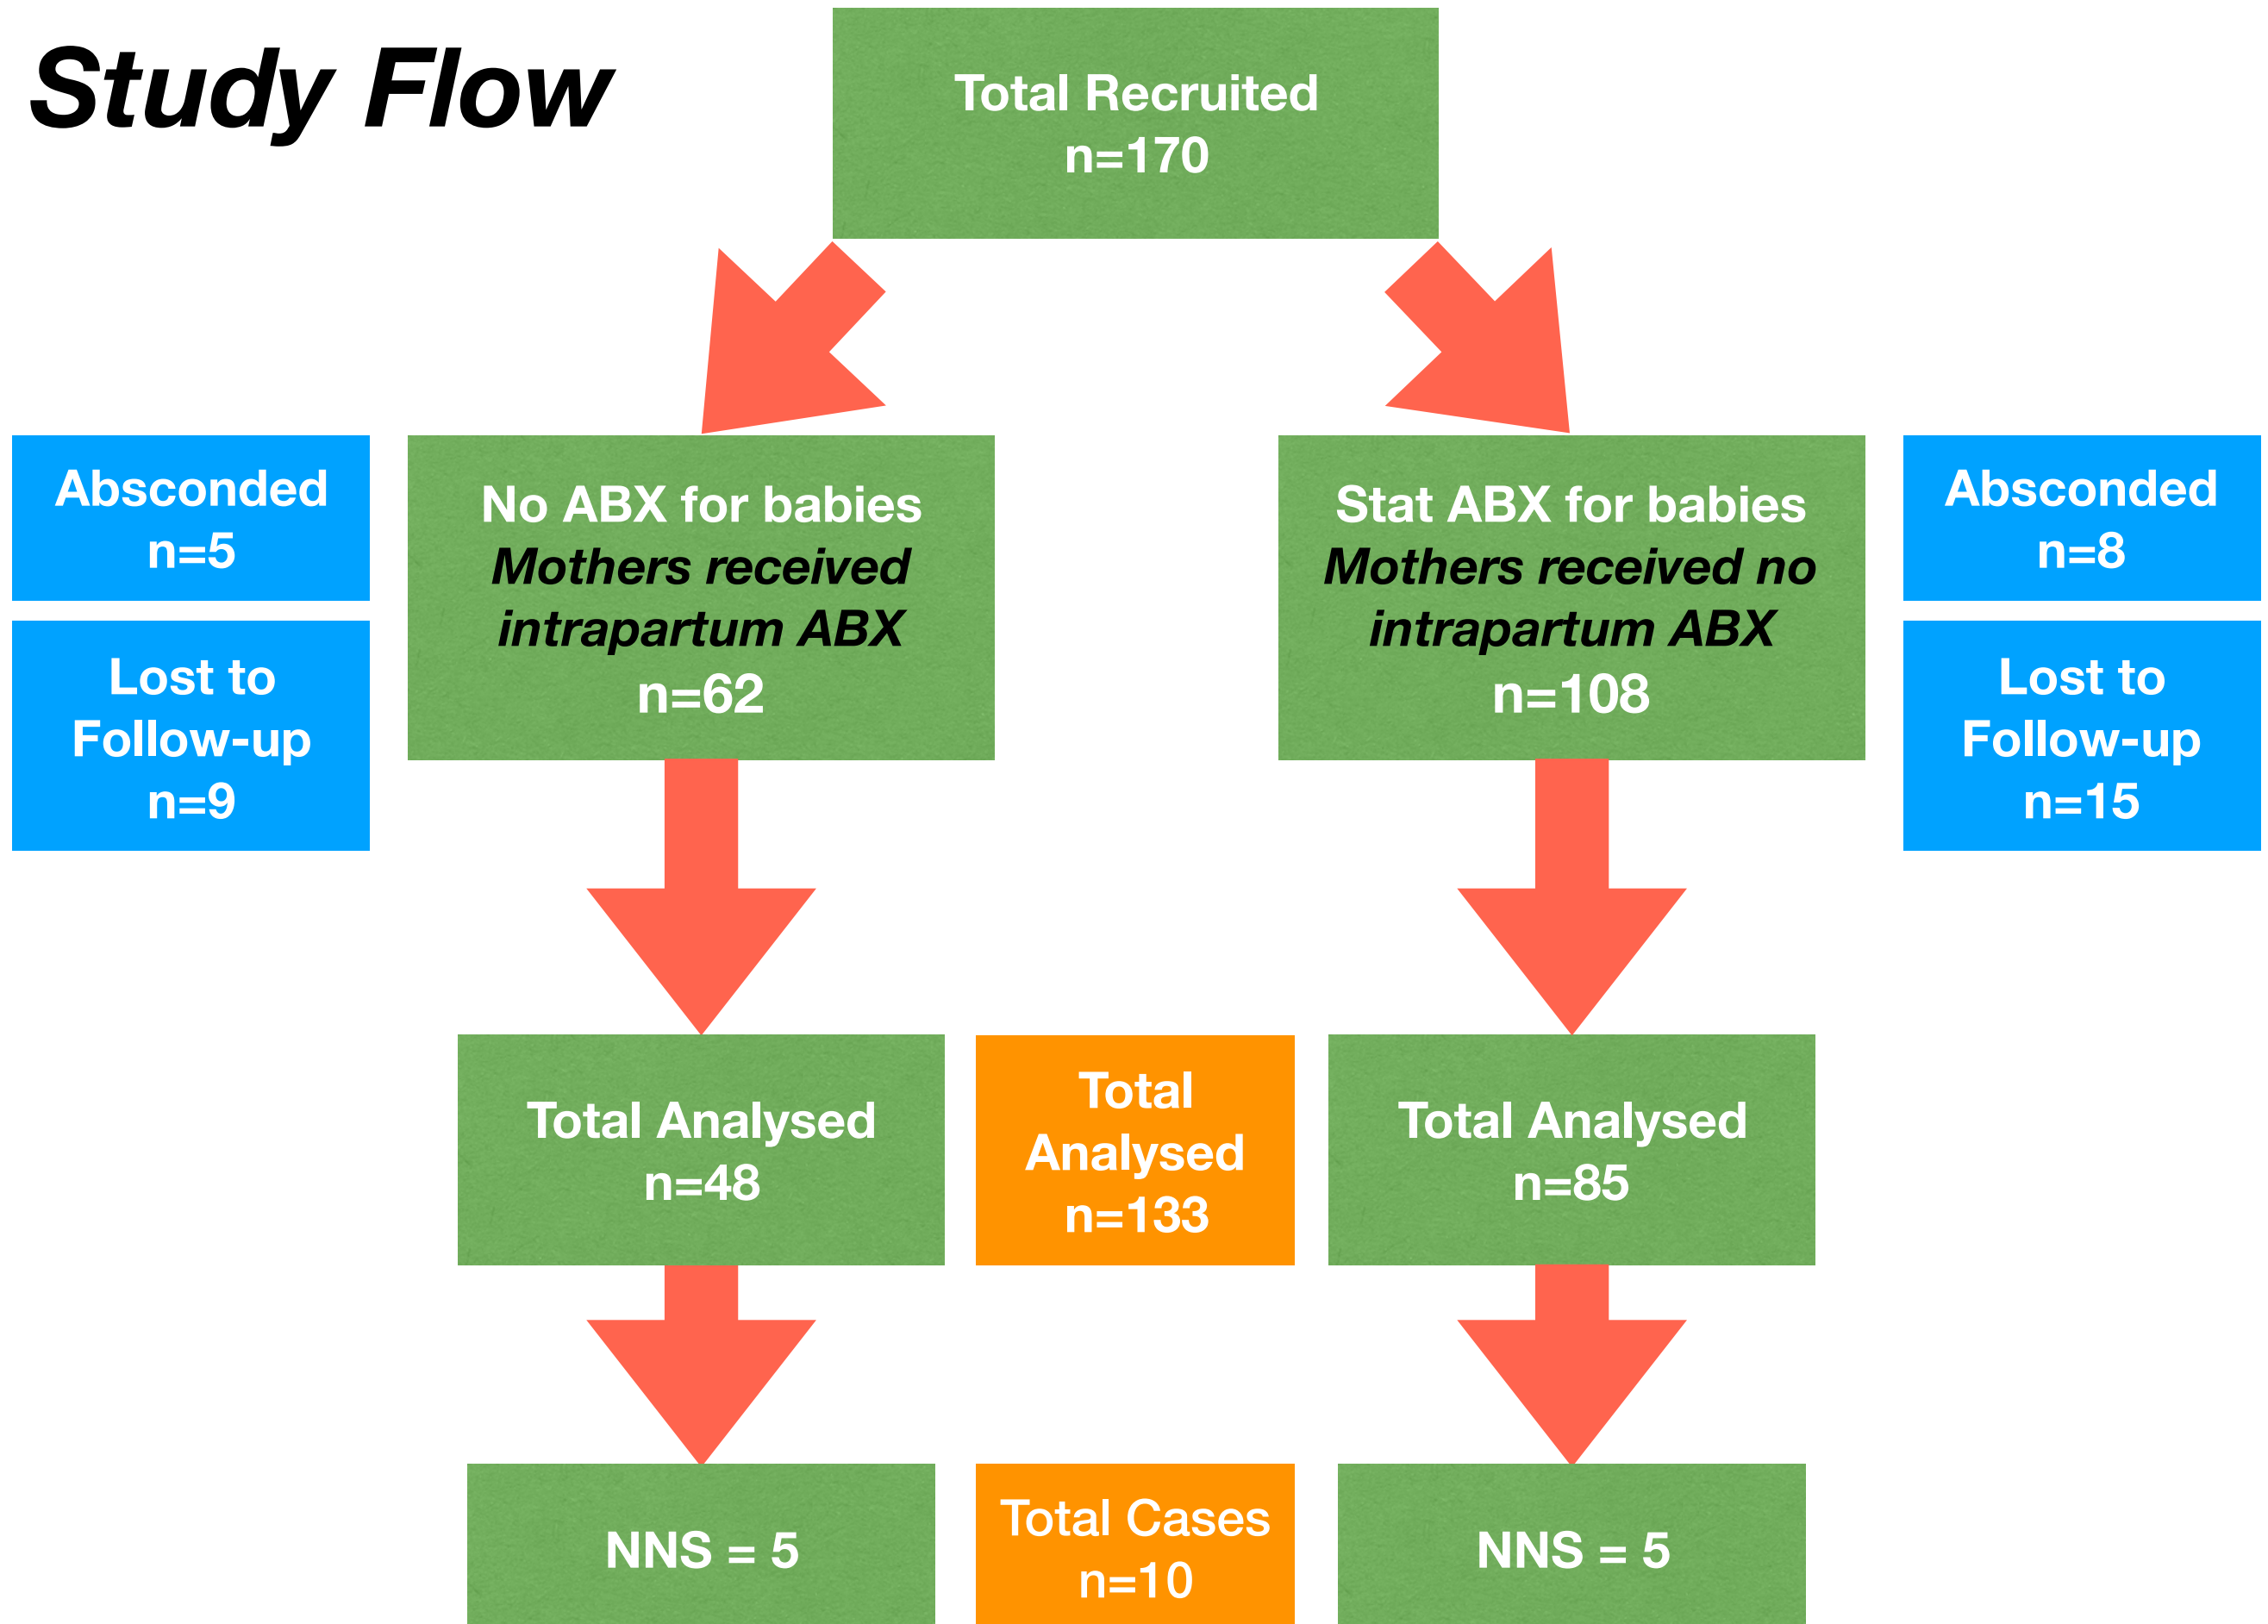 Study Flow
Total Recruited
n=170
Absconded
n=5
Lost to
Follow-up
n=9
No ABX for babies
Mothers received
intrapartum ABX
n=62
Stat ABX for babies
Mothers received no
intrapartum ABX
n=108
Absconded
n=8
Lost to
Follow-up
n=15
Total Analysed
n=48
Total
Analysed
n=133
Total Analysed
n=85
NNS = 5
Total Cases
n=10
NNS = 5